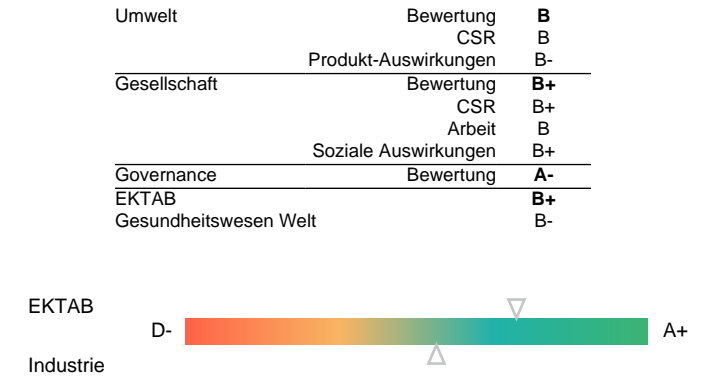 Umwelt Bewertung B
CSR B
Produkt-Auswirkungen B-
Gesellschaft Bewertung B+
CSR B+
Arbeit B
Soziale Auswirkungen B+
Governance Bewertung A-
EKTAB B+
Gesundheitswesen Welt B-
EKTAB
D- A+
Industrie